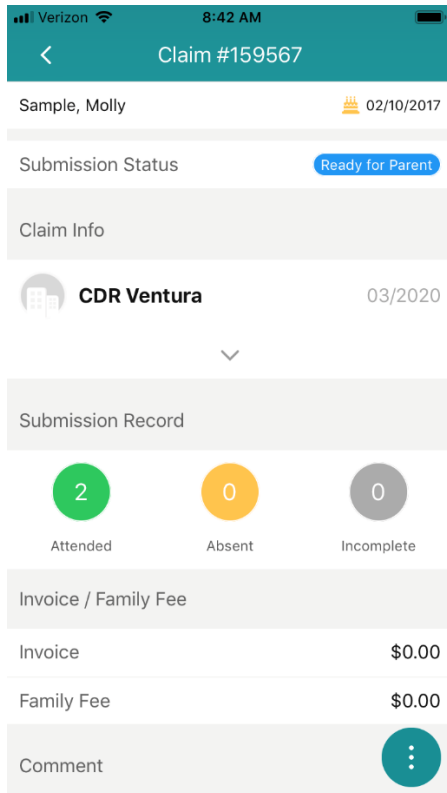 Verizon 8:42 AM
Claim #159567
Sample, Molly 02/10/2017
Submission Status Ready for Parent
Claim Info
CDR Ventura 03/2020
Submission Record
2 0 0
Attended Absent Incomplete
Invoice / Family Fee
Invoice $0.00
Family Fee $0.00
Comment